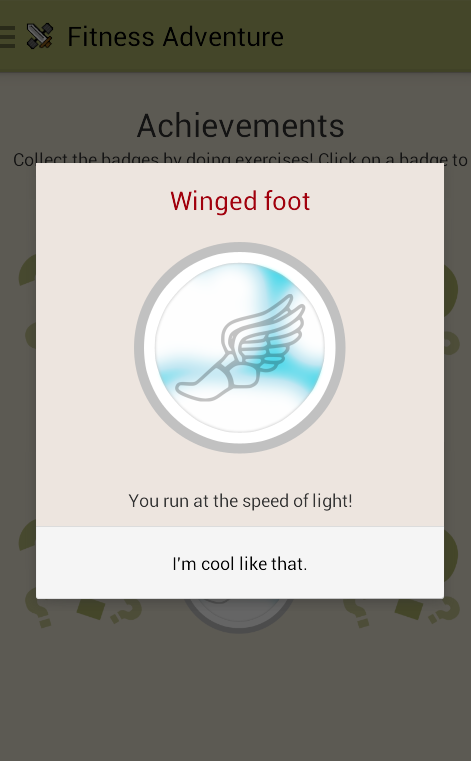 Fitness Adventure
Achievements
Collect the badges by doing exercises! Click on a badge to
Winged foot
You run at the speed of light!
I'm cool like that.